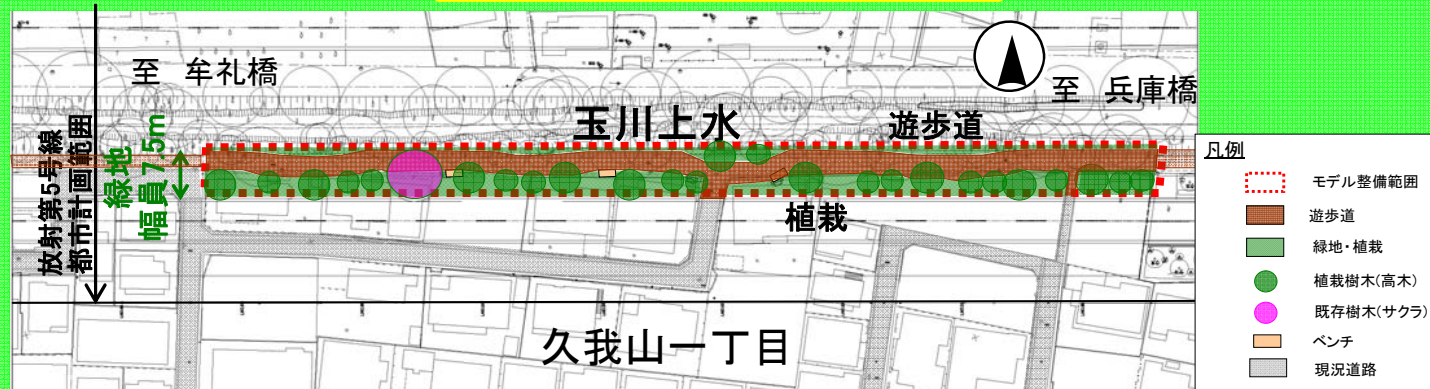 至 牟礼橋
至 兵庫橋
玉川上水
遊歩道
放射第5号線
都市計画範囲
緑地
幅員7.5m
植栽
久我山一丁目
凡例
モデル整備範囲
遊歩道
緑地・植栽
植栽樹木(高木)
既存樹木(サクラ)
ベンチ
現況道路